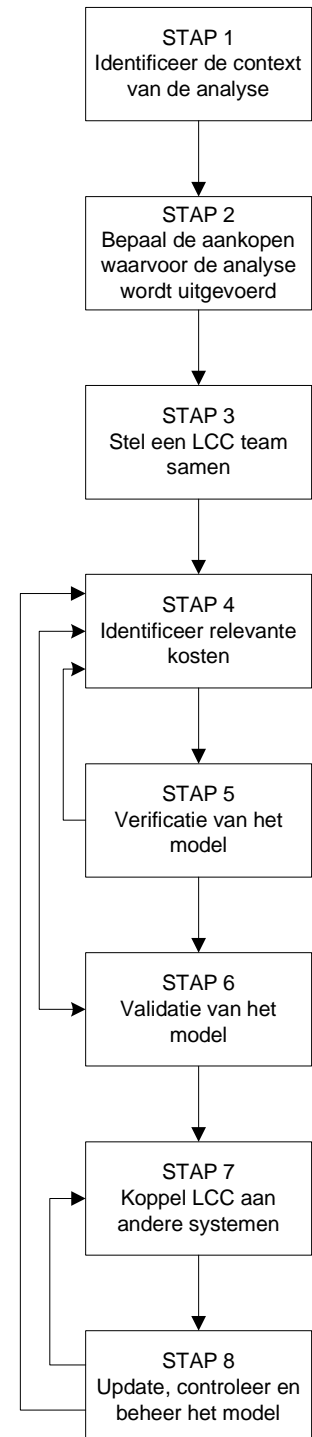 STAP 1
Identificeer de context
van de analyse
STAP 2
Bepaal de aankopen
waarvoor de analyse
wordt uitgevoerd
STAP 3
Stel een LCC team
samen
STAP 4
Identificeer relevante
kosten
STAP 5
Verificatie van het
model
STAP 6
Validatie van het
model
STAP 7
Koppel LCC aan
andere systemen
STAP 8
Update, controleer en
beheer het model